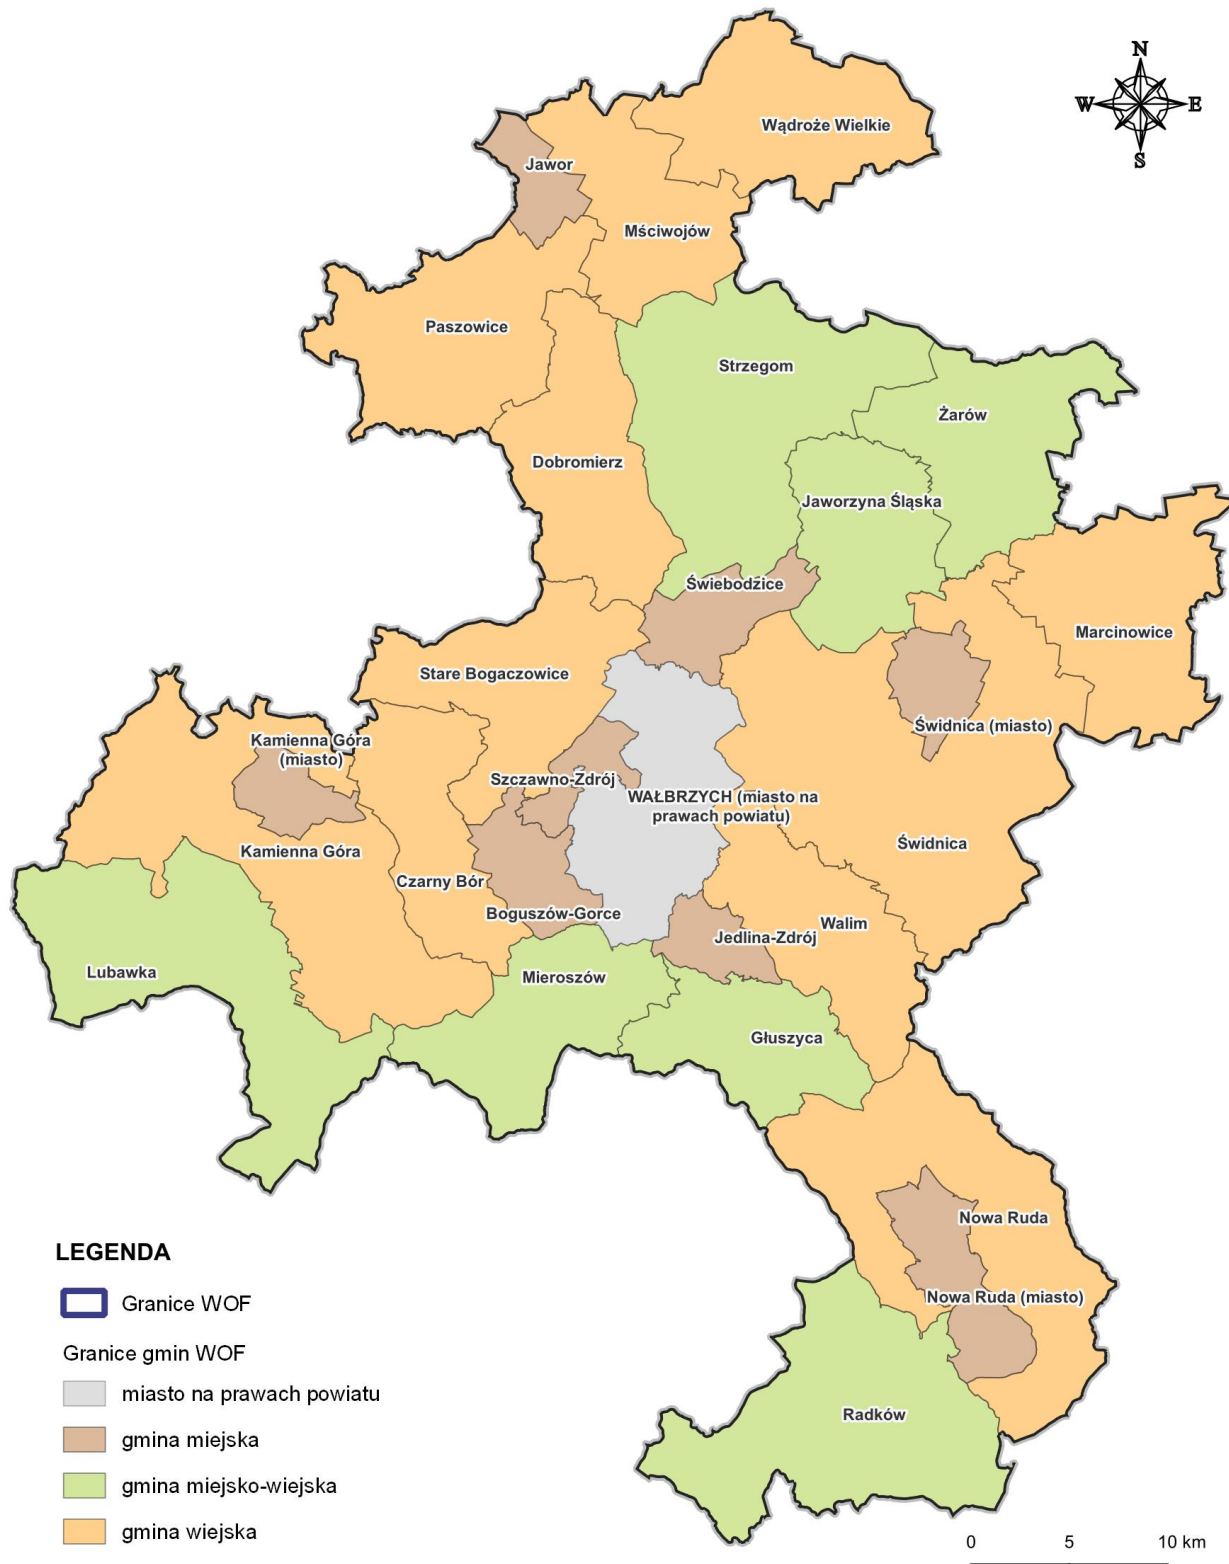 N
W E
S
Wądroże Wielkie
Jawor
Mściwojów
Paszowice
Strzegom
Żarów
Dobromierz
Jaworzyna Śląska
Świebodzice
Marcinowice
Stare Bogaczowice
Świdnica (miasto)
Kamienna Góra
(miasto)
Szczawno-Zdrój
WAŁBRZYCH (miasto na
prawach powiatu)
Świdnica
Kamienna Góra
Czarny Bór
Boguszów-Gorce
Walim
Jedlina-Zdrój
Lubawka
Mieroszów
Głuszyca
Nowa Ruda
Nowa Ruda (miasto)
Radków
LEGENDA
Granice WOF
Granice gmin WOF
miasto na prawach powiatu
gmina miejska
gmina miejsko-wiejska
gmina wiejska
0 5 10 km